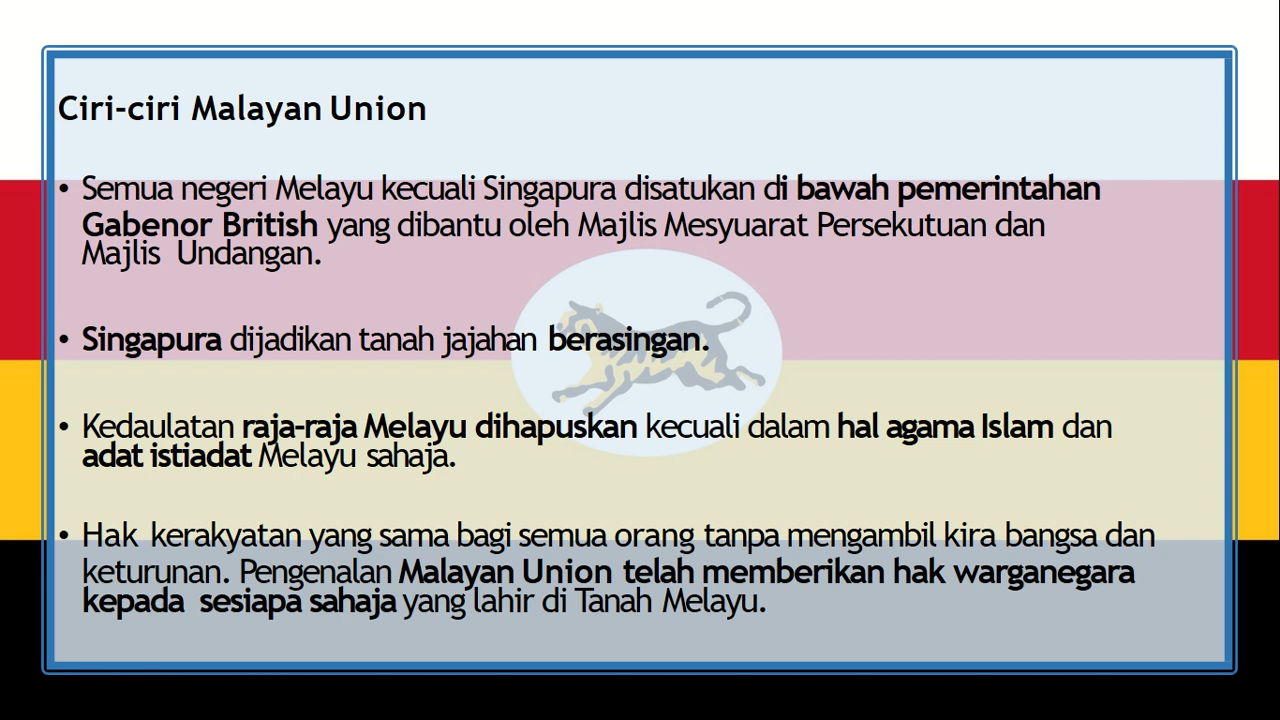 Ciri-ciri Malayan Union
• Semua negeri Melayu kecuali Singapura disatukan di bawah pemerintahan
Gabenor British yang dibantu oleh Majlis Mesyuarat Persekutuan dan
Majlis Undangan.
• Singapura dijadikan tanah jajahan berasingan.
• Kedaulatan raja-raja Melayu dihapuskan kecuali dalam hal agama Islam dan
adat istiadat Melayu sahaja.
• Hak kerakyatan yang sama bagi semua orang tanpa mengambil kira bangsa dan
keturunan. Pengenalan Malayan Union telah memberikan hak warganegara
kepada sesiapa sahaja yang lahir di Tanah Melayu.